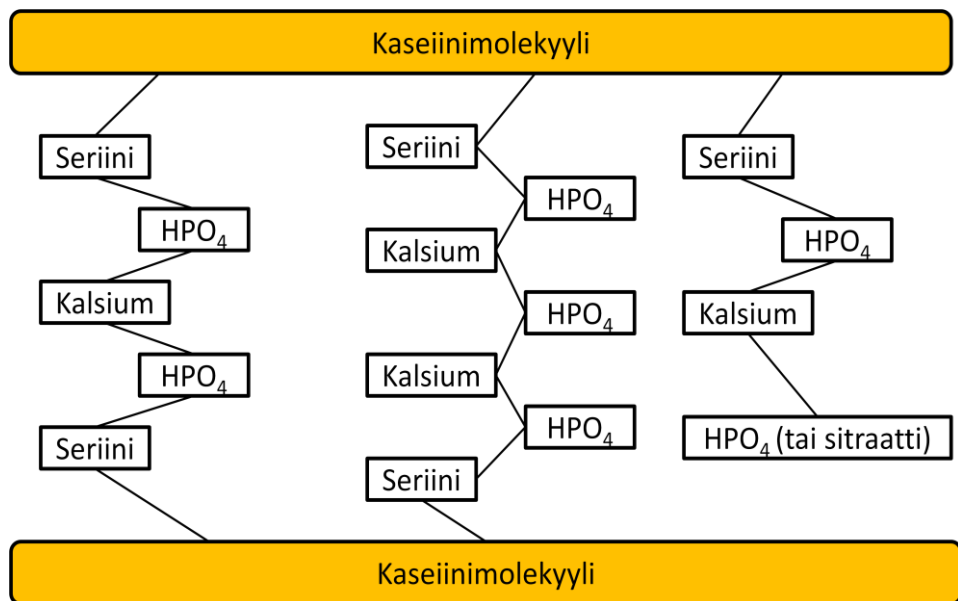 Kaseiinimolekyyli
Seriini
HPO₄
Kalsium
HPO₄
Seriini
Seriini
HPO₄
Kalsium
HPO₄
Kalsium
HPO₄
Seriini
Seriini
HPO₄
Kalsium
HPO₄ (tai sitraatti)
Kaseiinimolekyyli